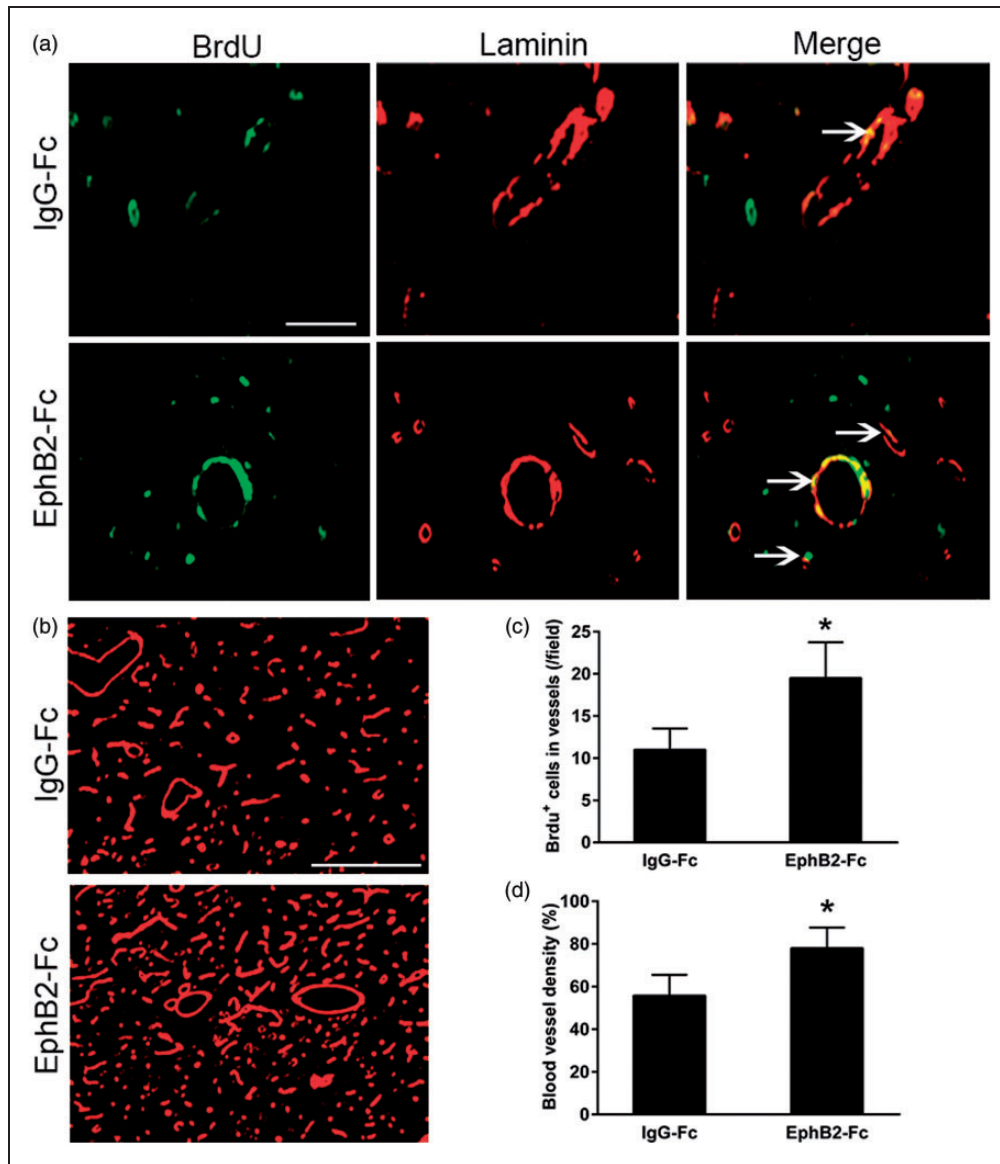 (a)
BrdU
Laminin
Merge
IgG-Fc
EphB2-Fc
(b)
IgG-Fc
EphB2-Fc
(c)
Brdu+ cells in vessels (/field)
25
20
15
10
5
0
*
IgG-Fc
EphB2-Fc
(d)
Blood vessel density (%)
100
80
60
40
20
0
*
IgG-Fc
EphB2-Fc